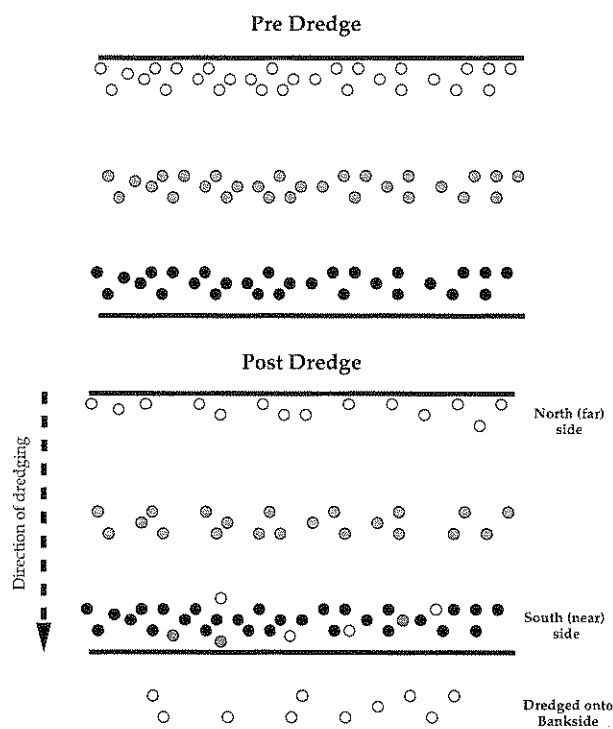 Pre Dredge
Post Dredge
North (far)
side
Direction of dredging
South (near)
side
Dredged onto
Bankside